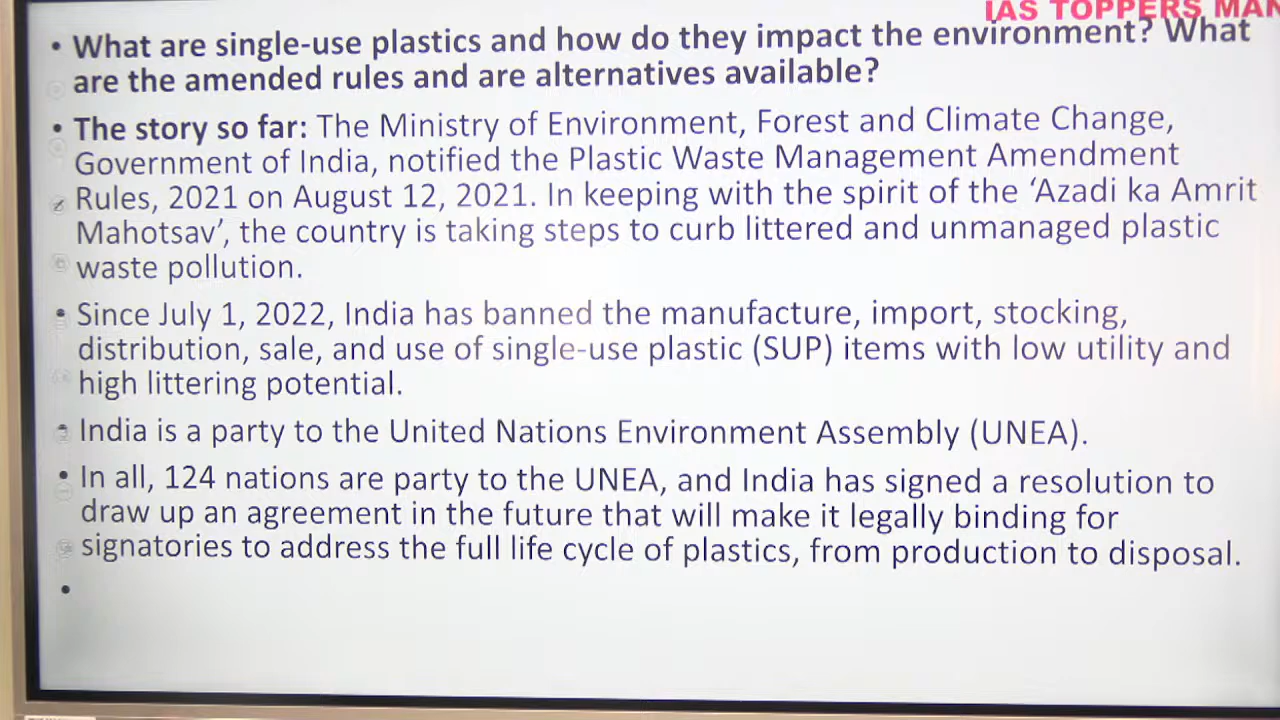 IAS TOPPERS MAN
• What are single-use plastics and how do they impact the environment? What
are the amended rules and are alternatives available?
• The story so far: The Ministry of Environment, Forest and Climate Change,
Government of India, notified the Plastic Waste Management Amendment
Rules, 2021 on August 12, 2021. In keeping with the spirit of the ‘Azadi ka Amrit
Mahotsav’, the country is taking steps to curb littered and unmanaged plastic
waste pollution.
• Since July 1, 2022, India has banned the manufacture, import, stocking,
distribution, sale, and use of single-use plastic (SUP) items with low utility and
high littering potential.
• India is a party to the United Nations Environment Assembly (UNEA).
• In all, 124 nations are party to the UNEA, and India has signed a resolution to
draw up an agreement in the future that will make it legally binding for
signatories to address the full life cycle of plastics, from production to disposal.
•